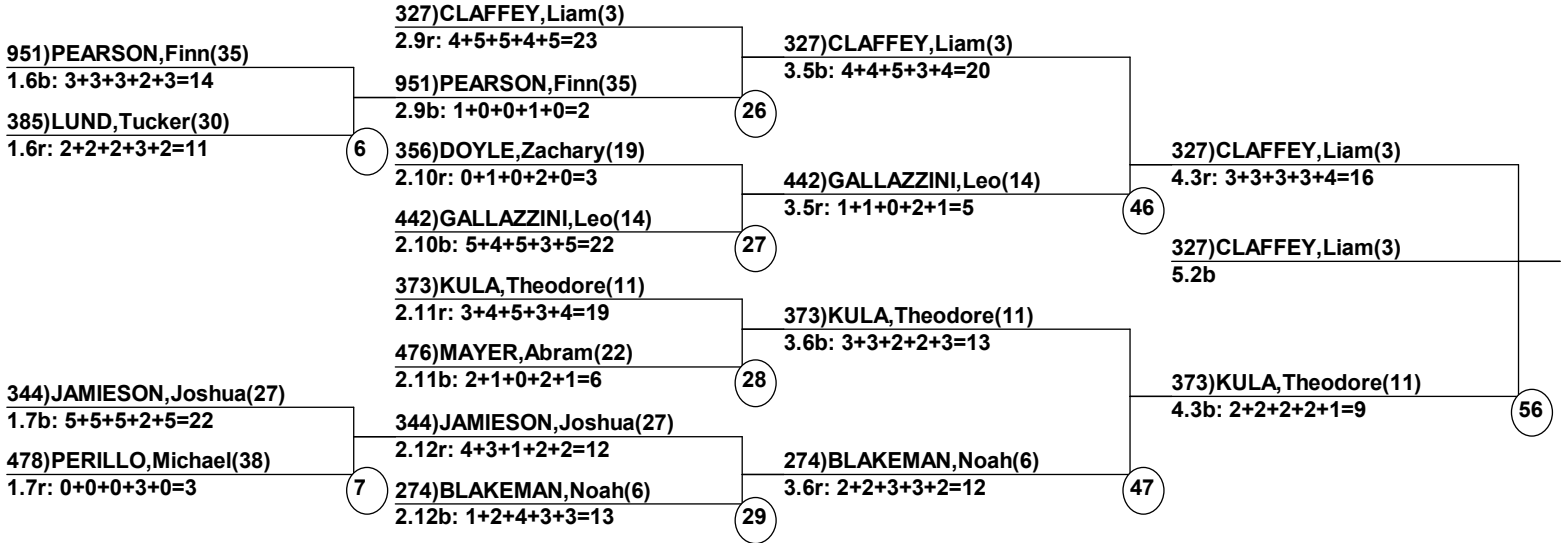 951)PEARSON,Finn(35)
1.6b: 3+3+3+2+3=14
385)LUND,Tucker(30)
1.6r: 2+2+2+3+2=11
6
344)JAMIESON,Joshua(27)
1.7b: 5+5+5+2+5=22
478)PERILLO,Michael(38)
1.7r: 0+0+0+3+0=3
7
327)CLAFFEY,Liam(3)
2.9r: 4+5+5+4+5=23
951)PEARSON,Finn(35)
2.9b: 1+0+0+1+0=2
26
356)DOYLE,Zachary(19)
2.10r: 0+1+0+2+0=3
442)GALLAZZINI,Leo(14)
2.10b: 5+4+5+3+5=22
27
373)KULA,Theodore(11)
2.11r: 3+4+5+3+4=19
476)MAYER,Abram(22)
2.11b: 2+1+0+2+1=6
28
344)JAMIESON,Joshua(27)
2.12r: 4+3+1+2+2=12
274)BLAKEMAN,Noah(6)
2.12b: 1+2+4+3+3=13
29
327)CLAFFEY,Liam(3)
3.5b: 4+4+5+3+4=20
442)GALLAZZINI,Leo(14)
3.5r: 1+1+0+2+1=5
46
373)KULA,Theodore(11)
3.6b: 3+3+2+2+3=13
274)BLAKEMAN,Noah(6)
3.6r: 2+2+3+3+2=12
47
327)CLAFFEY,Liam(3)
4.3r: 3+3+3+3+4=16
373)KULA,Theodore(11)
4.3b: 2+2+2+2+1=9
56
327)CLAFFEY,Liam(3)
5.2b